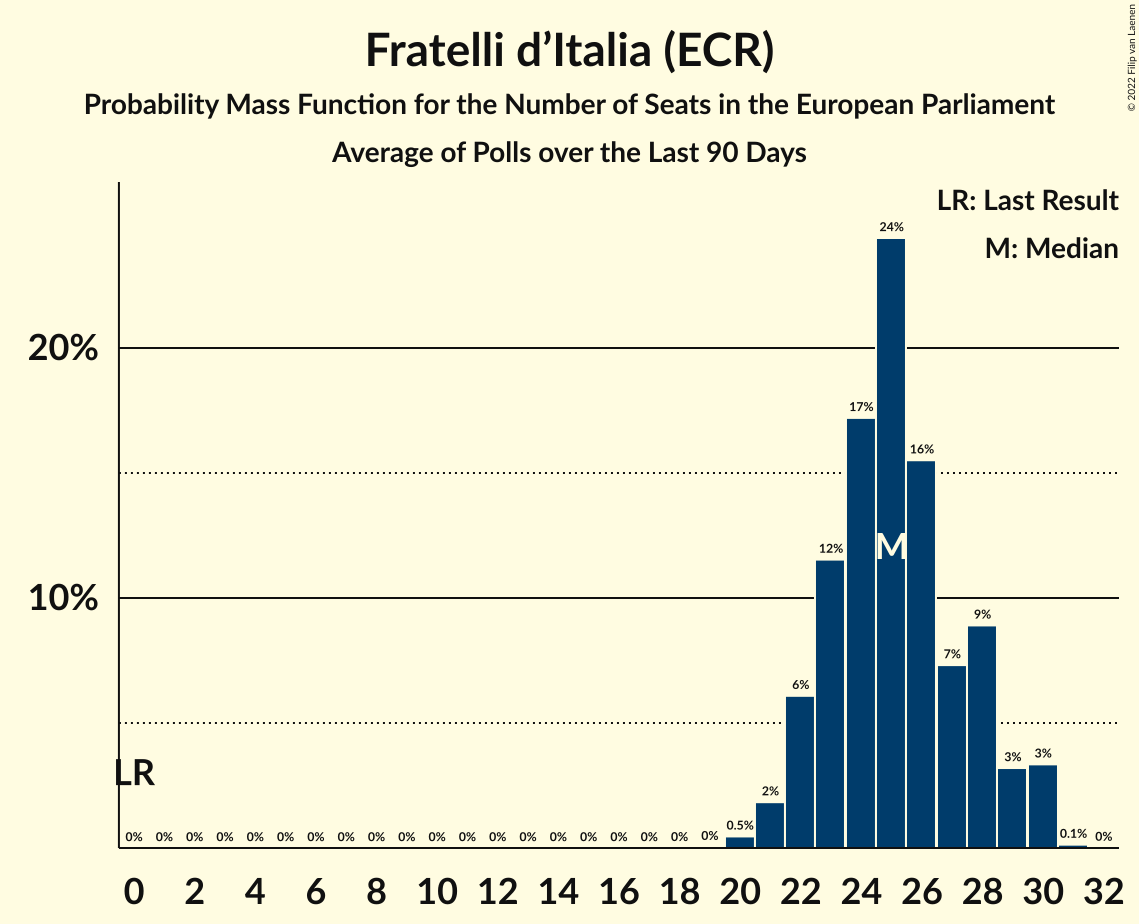 Fratelli d’Italia (ECR)
Probability Mass Function for the Number of Seats in the European Parliament
Average of Polls over the Last 90 Days
© 2022 Filip van Laenen
LR: Last Result
M: Median
20%
10%
24%
17%
16%
12%
M
9%
7%
6%
3%
3%
2%
LR
0% 0% 0% 0% 0% 0% 0% 0% 0% 0% 0% 0% 0% 0% 0% 0% 0% 0% 0% 0% 0.5% 0.1% 0%
0 2 4 6 8 10 12 14 16 18 20 22 24 26 28 30 32